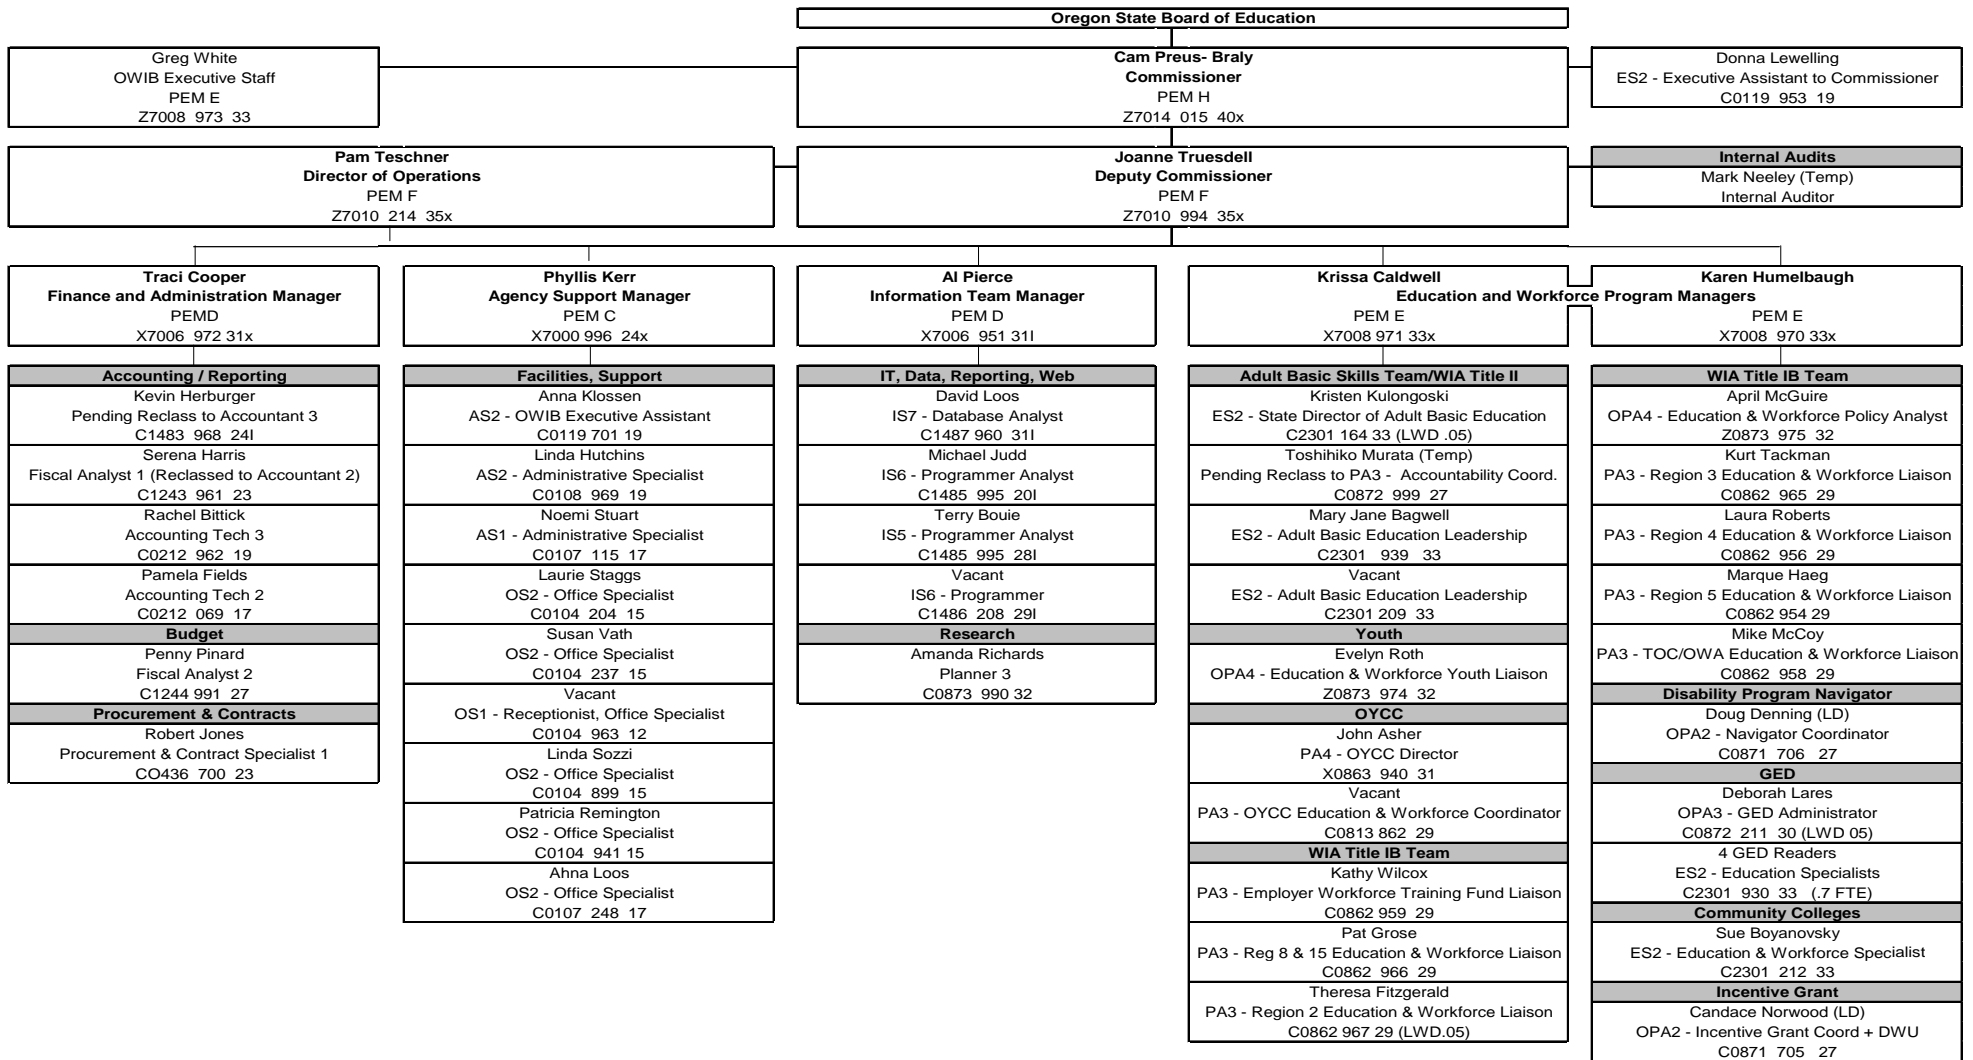 Oregon State Board of Education
Greg White
OWIB Executive Staff
PEM E
Z7008 973 33
Cam Preus- Braly
Commissioner
PEM H
Z7014 015 40x
Donna Lewelling
ES2 - Executive Assistant to Commissioner
C0119 953 19
Pam Teschner
Director of Operations
PEM F
Z7010 214 35x
Joanne Truesdell
Deputy Commissioner
PEM F
Z7010 994 35x
Internal Audits
Mark Neeley (Temp)
Internal Auditor
Traci Cooper
Finance and Administration Manager
PEMD
X7006 972 31x
Phyllis Kerr
Agency Support Manager
PEM C
X7000 996 24x
Al Pierce
Information Team Manager
PEM D
X7006 951 31I
Krissa Caldwell
Karen Humelbaugh
Education and Workforce Program Managers
PEM E
X7008 971 33x
PEM E
X7008 970 33x
Accounting / Reporting
Kevin Herburger
Pending Reclass to Accountant 3
C1483 968 24I
Serena Harris
Fiscal Analyst 1 (Reclassed to Accountant 2)
C1243 961 23
Rachel Bittick
Accounting Tech 3
C0212 962 19
Pamela Fields
Accounting Tech 2
C0212 069 17
Budget
Penny Pinard
Fiscal Analyst 2
C1244 991 27
Procurement & Contracts
Robert Jones
Procurement & Contract Specialist 1
CO436 700 23
Facilities, Support
Anna Klossen
AS2 - OWIB Executive Assistant
C0119 701 19
Linda Hutchins
AS2 - Administrative Specialist
C0108 969 19
Noemi Stuart
AS1 - Administrative Specialist
C0107 115 17
Laurie Staggs
OS2 - Office Specialist
C0104 204 15
Susan Vath
OS2 - Office Specialist
C0104 237 15
Vacant
OS1 - Receptionist, Office Specialist
C0104 963 12
Linda Sozzi
OS2 - Office Specialist
C0104 899 15
Patricia Remington
OS2 - Office Specialist
C0104 941 15
Ahna Loos
OS2 - Office Specialist
C0107 248 17
IT, Data, Reporting, Web
David Loos
IS7 - Database Analyst
C1487 960 31I
Michael Judd
IS6 - Programmer Analyst
C1485 995 20I
Terry Bouie
IS5 - Programmer Analyst
C1485 995 28I
Vacant
IS6 - Programmer
C1486 208 29I
Research
Amanda Richards
Planner 3
C0873 990 32
Adult Basic Skills Team/WIA Title II
Kristen Kulongoski
ES2 - State Director of Adult Basic Education
C2301 164 33 (LWD .05)
Toshihiko Murata (Temp)
Pending Reclass to PA3 - Accountability Coord.
C0872 999 27
Mary Jane Bagwell
ES2 - Adult Basic Education Leadership
C2301 939 33
Vacant
ES2 - Adult Basic Education Leadership
C2301 209 33
Youth
Evelyn Roth
OPA4 - Education & Workforce Youth Liaison
Z0873 974 32
OYCC
John Asher
PA4 - OYCC Director
X0863 940 31
Vacant
PA3 - OYCC Education & Workforce Coordinator
C0813 862 29
WIA Title IB Team
Kathy Wilcox
PA3 - Employer Workforce Training Fund Liaison
C0862 959 29
Pat Grose
PA3 - Reg 8 & 15 Education & Workforce Liaison
C0862 966 29
Theresa Fitzgerald
PA3 - Region 2 Education & Workforce Liaison
C0862 967 29 (LWD.05)
WIA Title IB Team
April McGuire
OPA4 - Education & Workforce Policy Analyst
Z0873 975 32
Kurt Tackman
PA3 - Region 3 Education & Workforce Liaison
C0862 965 29
Laura Roberts
PA3 - Region 4 Education & Workforce Liaison
C0862 956 29
Marque Haeg
PA3 - Region 5 Education & Workforce Liaison
C0862 954 29
Mike McCoy
PA3 - TOC/OWA Education & Workforce Liaison
C0862 958 29
Disability Program Navigator
Doug Denning (LD)
OPA2 - Navigator Coordinator
C0871 706 27
GED
Deborah Lares
OPA3 - GED Administrator
C0872 211 30 (LWD 05)
4 GED Readers
ES2 - Education Specialists
C2301 930 33 (.7 FTE)
Community Colleges
Sue Boyanovsky
ES2 - Education & Workforce Specialist
C2301 212 33
Incentive Grant
Candace Norwood (LD)
OPA2 - Incentive Grant Coord + DWU
C0871 705 27